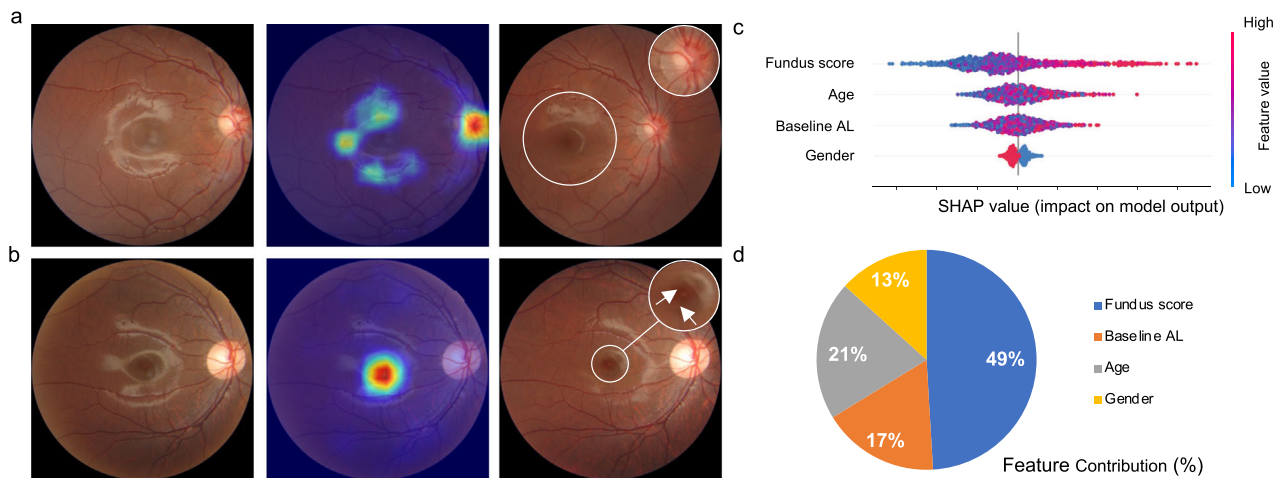 a
b
c
High
Fundus score
Age
Baseline AL
Gender
Feature value
Low
SHAP value (impact on model output)
d
13%
21%
49%
17%
Fundus score
Baseline AL
Age
Gender
Feature Contribution (%)